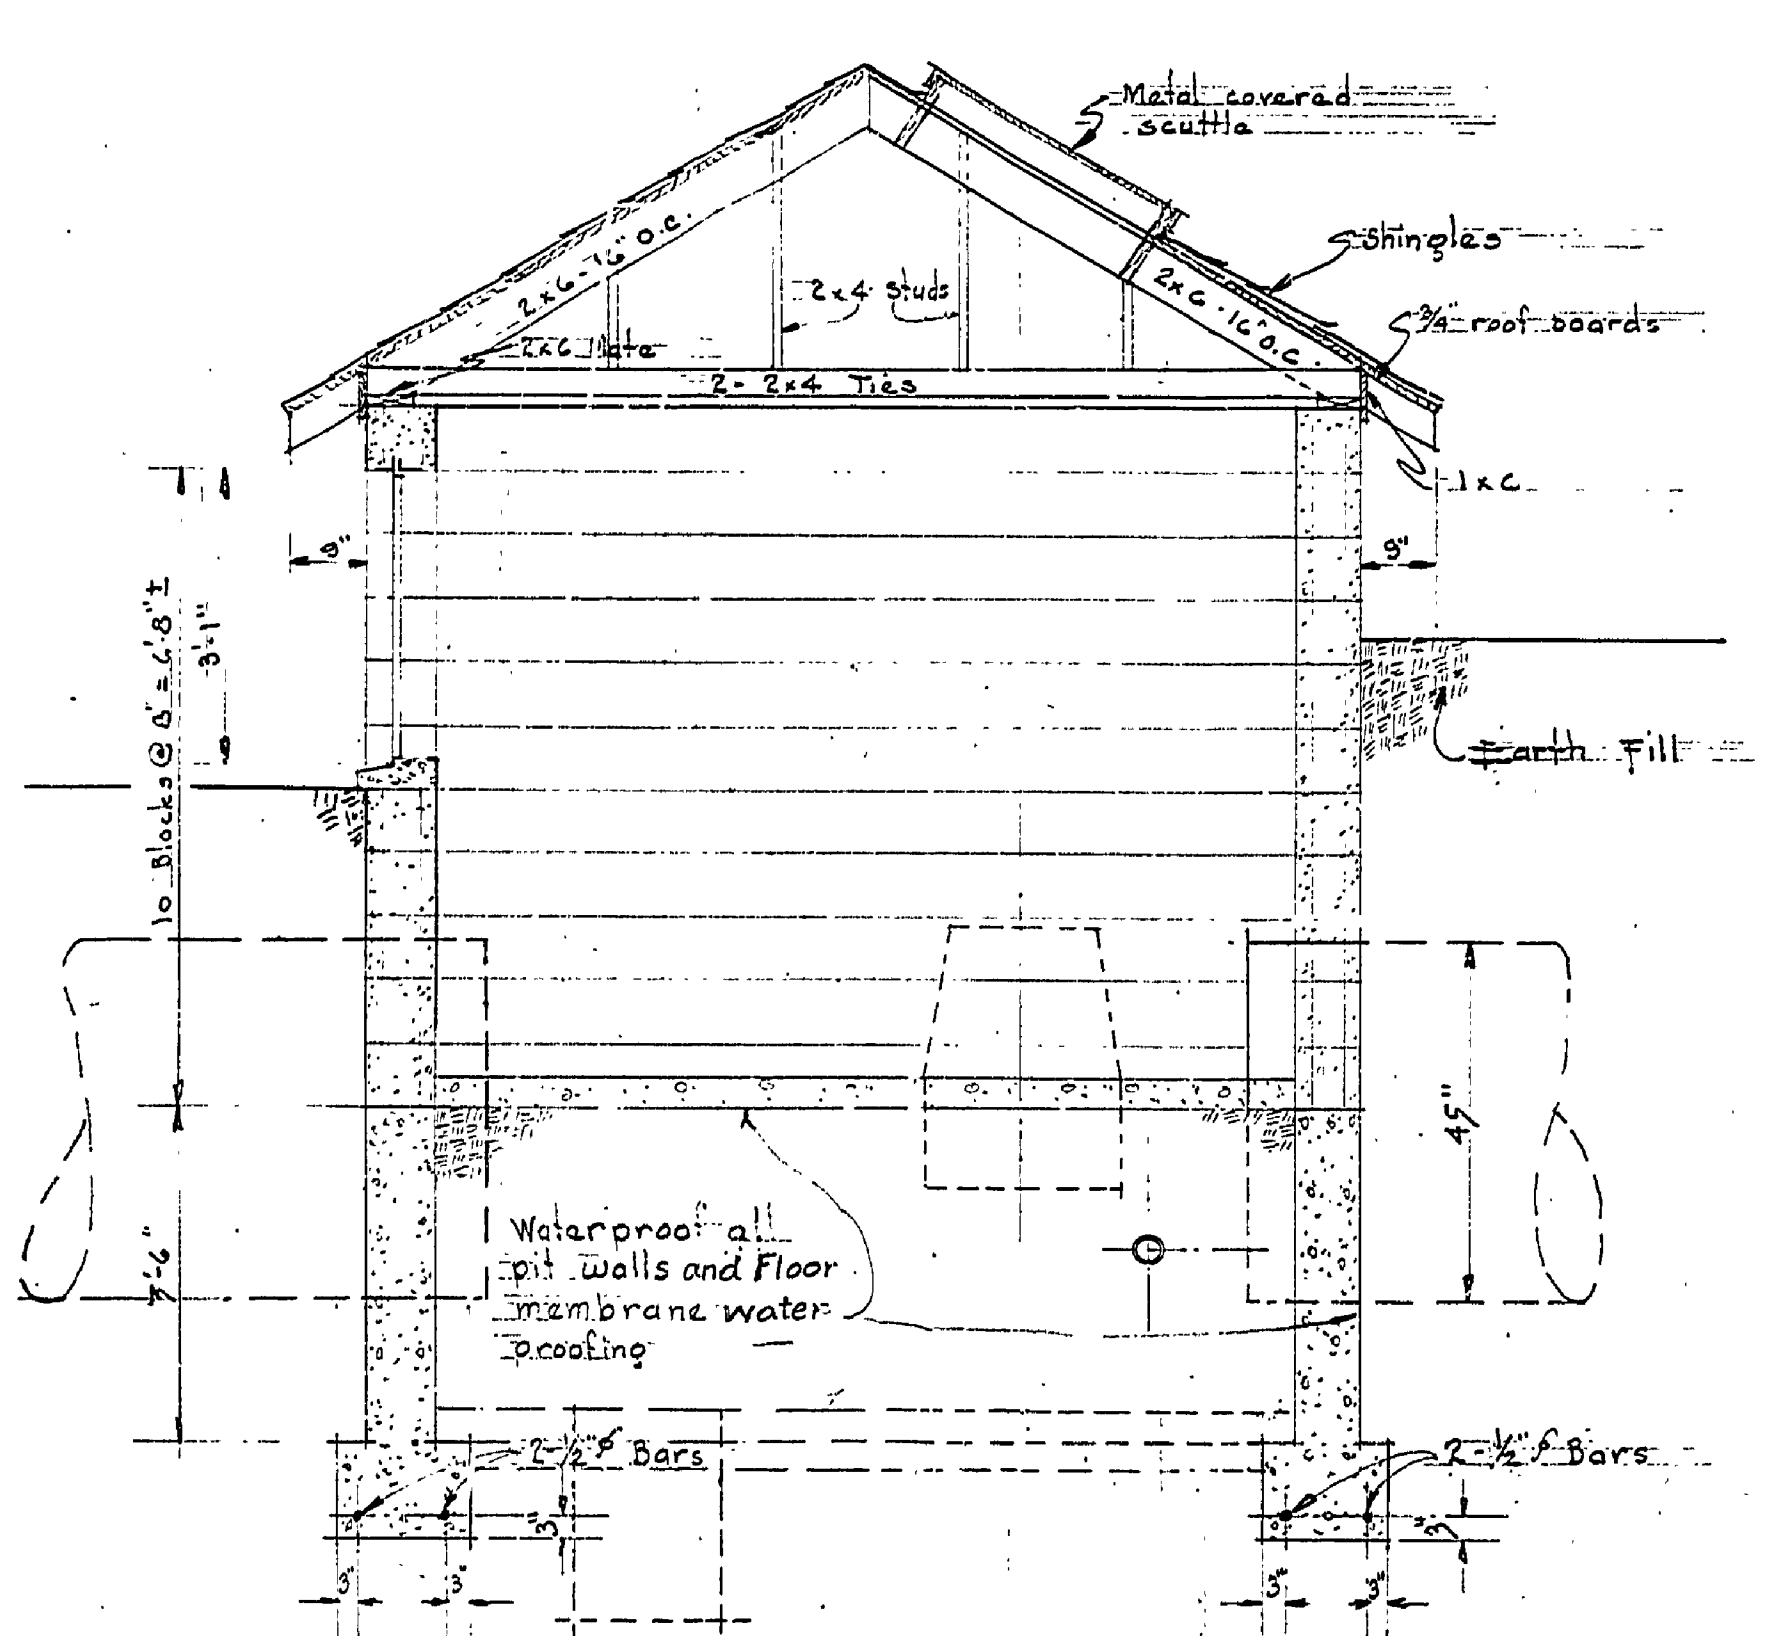 Metal covered
scuttle
Shingles
3/4" roof boards
2x6-16" O.C.
2x4 studs
2x6-16" O.C.
2x6 Plate
2- 2x4 Ties
1x6
9"
9"
10 Blocks @ 8" = 6'-8" ±
3'-1"
Earth Fill
45"
Waterproof all
pit walls and Floor
membrane water
proofing
2-1/2"ϕ Bars
2-1/2"ϕ Bars
3"
3"
3"
3"
3"
3"